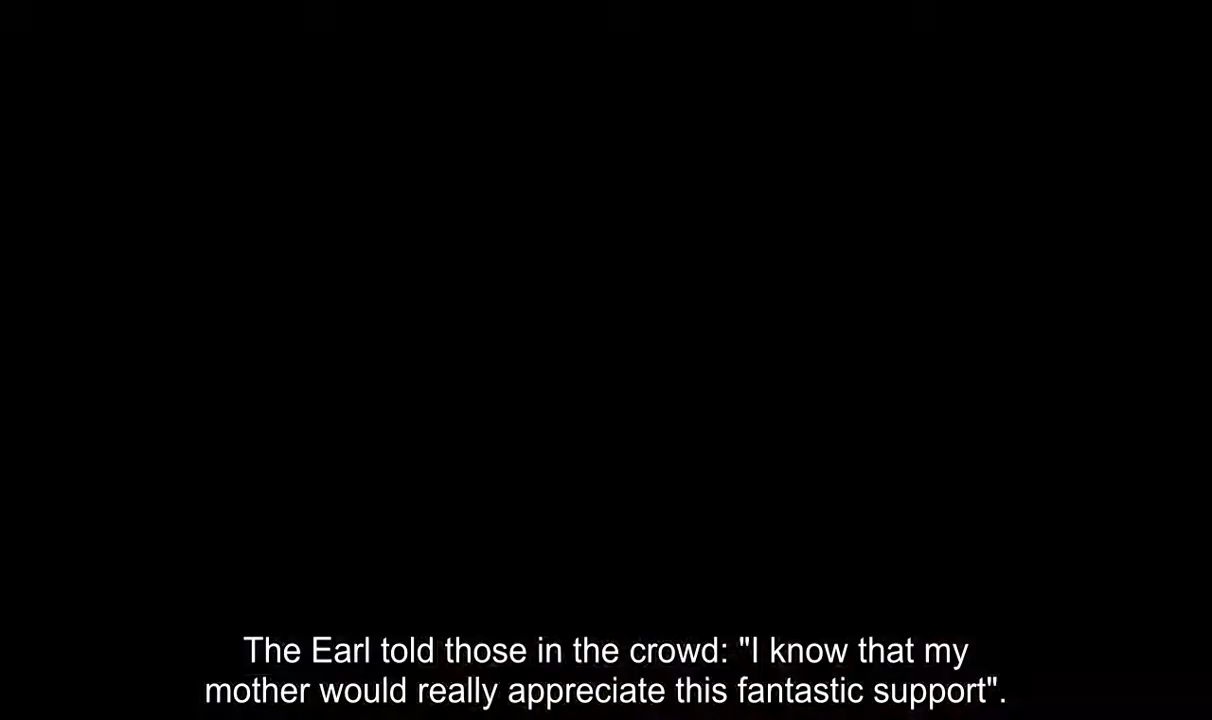 The Earl told those in the crowd: "I know that my
mother would really appreciate this fantastic support".